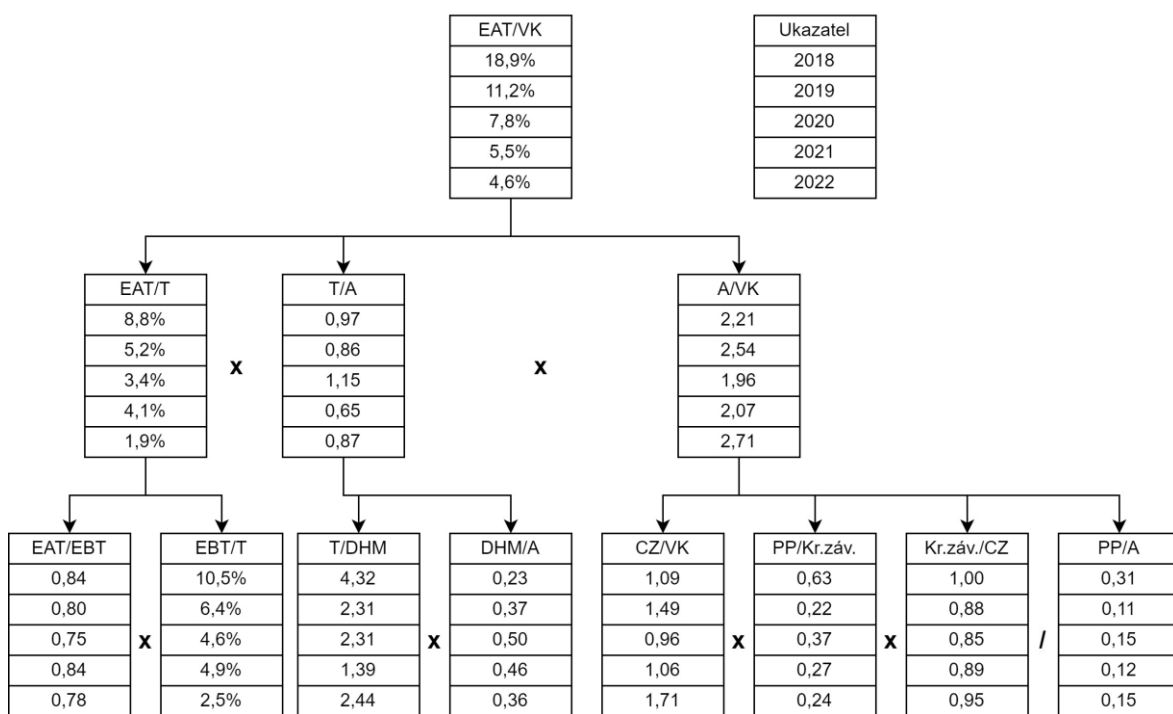 EAT/VK Ukazatel
18,9% 2018
11,2% 2019
7,8% 2020
5,5% 2021
4,6% 2022
EAT/T T/A A/VK
8,8% 0,97 2,21
5,2% 0,86 2,54
x x
3,4% 1,15 1,96
4,1% 0,65 2,07
1,9% 0,87 2,71
EAT/EBT EBT/T T/DHM DHM/A CZ/VK PP/Kr.záv. Kr.záv./CZ PP/A
0,84 10,5% 4,32 0,23 1,09 0,63 1,00 0,31
0,80 6,4% 2,31 0,37 1,49 0,22 0,88 0,11
0,75 x 4,6% 2,31 x 0,50 0,96 x 0,37 x 0,85 / 0,15
0,84 4,9% 1,39 0,46 1,06 0,27 0,89 0,12
0,78 2,5% 2,44 0,36 1,71 0,24 0,95 0,15